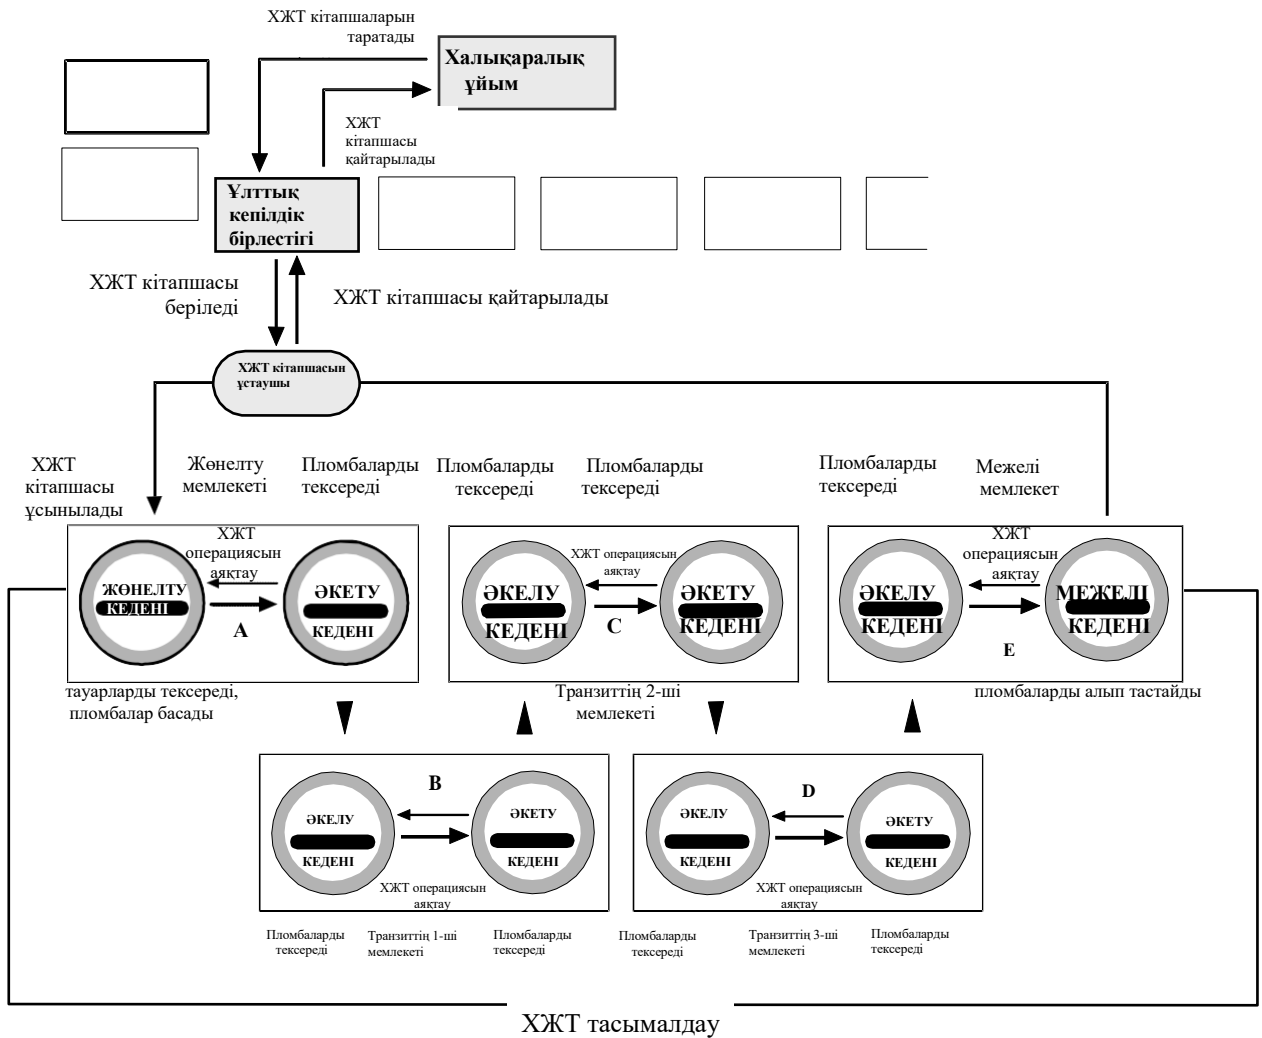 ХЖТ кітапшаларын
таратады
Халықаралық
ұйым
ХЖТ
кітапшасы
қайтарылады
Ұлттық
кепілдік
бірлестігі
ХЖТ кітапшасы
беріледі
ХЖТ кітапшасы қайтарылады
ХЖТ кітапшасын
ұстаушы
ХЖТ
кітапшасы
ұсынылады
Жөнелту
мемлекеті
Пломбаларды
тексереді
Пломбаларды
тексереді
Пломбаларды
тексереді
Пломбаларды
тексереді
Межелі
мемлекет
ЖӨНЕЛТУ
КЕДЕНІ
ХЖТ
операциясын
аяқтау
A
ӘКЕТУ
КЕДЕНІ
ӘКЕЛУ
КЕДЕНІ
ХЖТ операциясын
аяқтау
C
ӘКЕТУ
КЕДЕНІ
ӘКЕЛУ
КЕДЕНІ
ХЖТ
операциясын
аяқтау
E
МЕЖЕЛІ
КЕДЕНІ
тауарларды тексереді,
пломбалар басады
Транзиттің 2-ші
мемлекеті
пломбаларды алып тастайды
ӘКЕЛУ
КЕДЕНІ
B
ӘКЕТУ
КЕДЕНІ
ХЖТ операциясын
аяқтау
ӘКЕЛУ
КЕДЕНІ
D
ӘКЕТУ
КЕДЕНІ
ХЖТ операциясын
аяқтау
Пломбаларды
тексереді
Транзиттің 1-ші
мемлекеті
Пломбаларды
тексереді
Пломбаларды
тексереді
Транзиттің 3-ші
мемлекеті
Пломбаларды
тексереді
ХЖТ тасымалдау